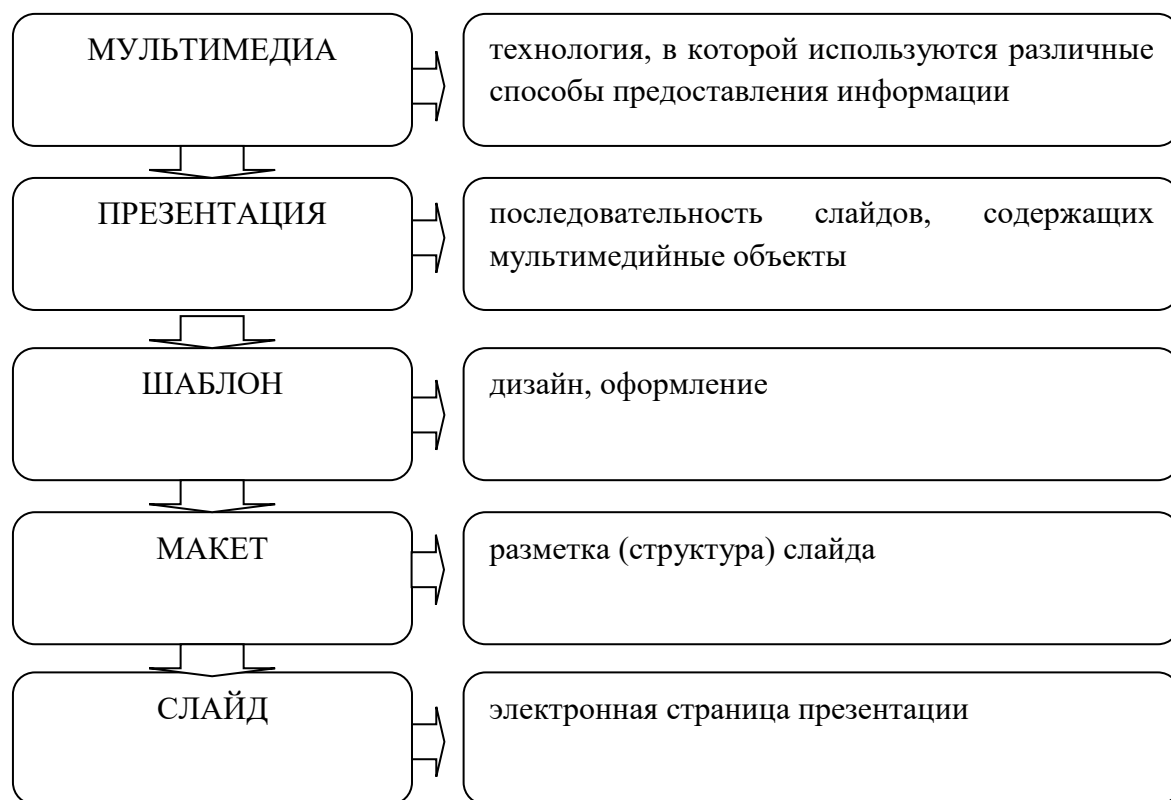 МУЛЬТИМЕДИА
технология, в которой используются различные
способы предоставления информации
ПРЕЗЕНТАЦИЯ
последовательность слайдов, содержащих
мультимедийные объекты
ШАБЛОН
дизайн, оформление
МАКЕТ
разметка (структура) слайда
СЛАЙД
электронная страница презентации